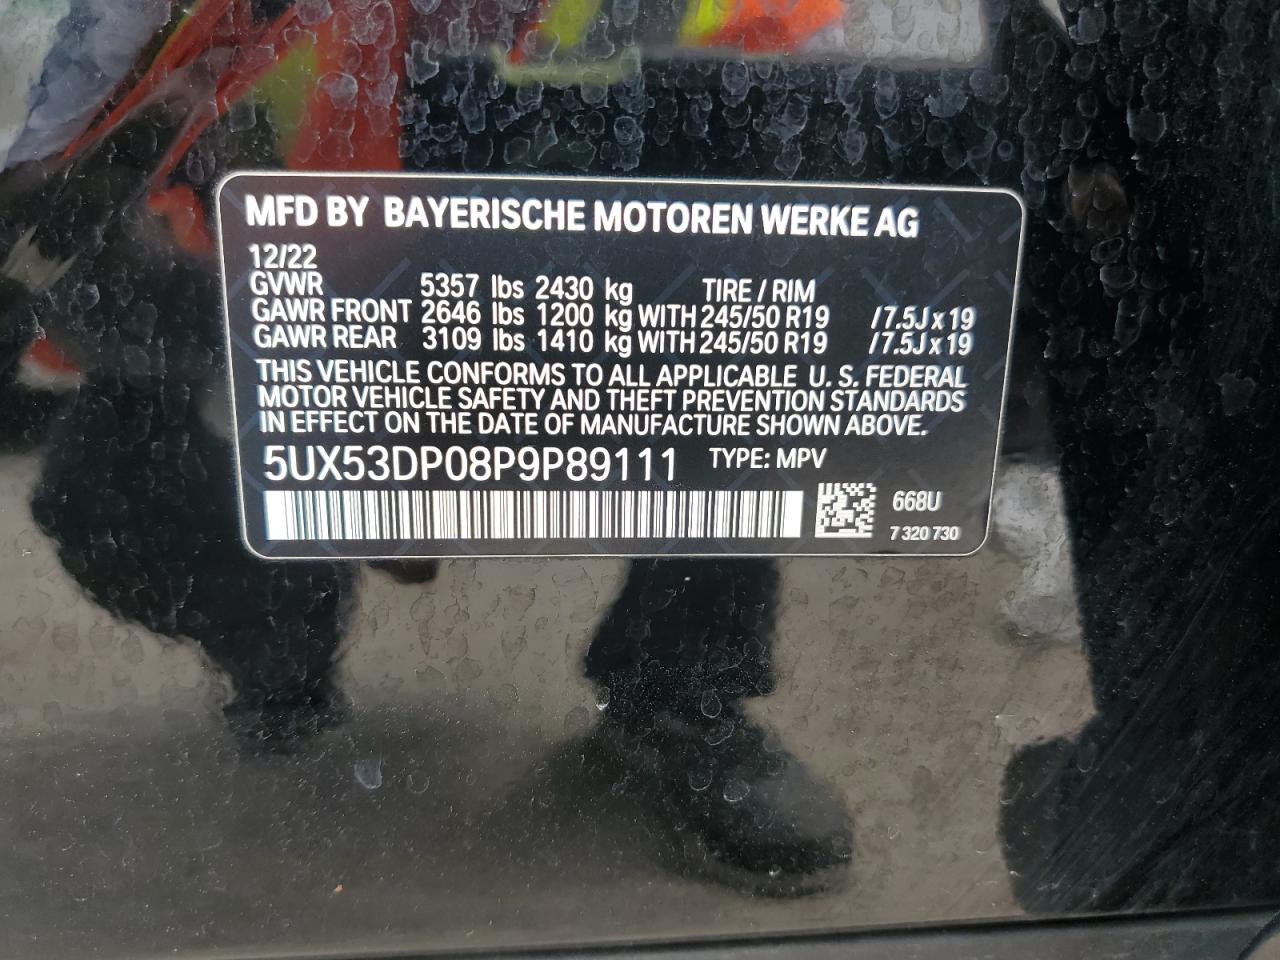 MFD BY BAYERISCHE MOTOREN WERKE AG
12/22
GVWR 5357 lbs 2430 kg TIRE / RIM
GAWR FRONT 2646 lbs 1200 kg WITH 245/50 R19 /7.5J x 19
GAWR REAR 3109 lbs 1410 kg WITH 245/50 R19 /7.5J x 19
THIS VEHICLE CONFORMS TO ALL APPLICABLE U. S. FEDERAL
MOTOR VEHICLE SAFETY AND THEFT PREVENTION STANDARDS
IN EFFECT ON THE DATE OF MANUFACTURE SHOWN ABOVE.
5UX53DP08P9P89111 TYPE: MPV
668U
7 320 730